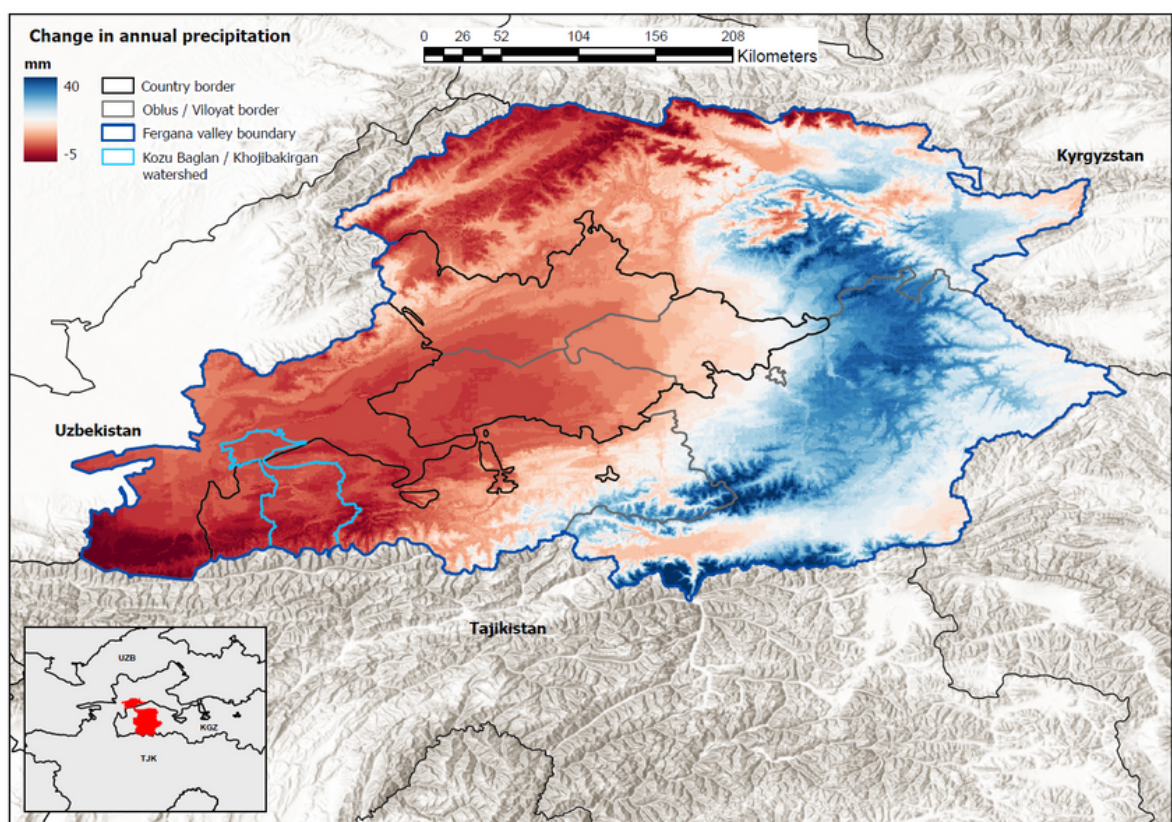 Change in annual precipitation
mm
40
-5
Country border
Oblus / Viloyat border
Fergana valley boundary
Kozu Baglan / Khojibakirgan
watershed
0 26 52 104 156 208
Kilometers
Kyrgyzstan
Uzbekistan
Tajikistan
UZB
KGZ
TJK